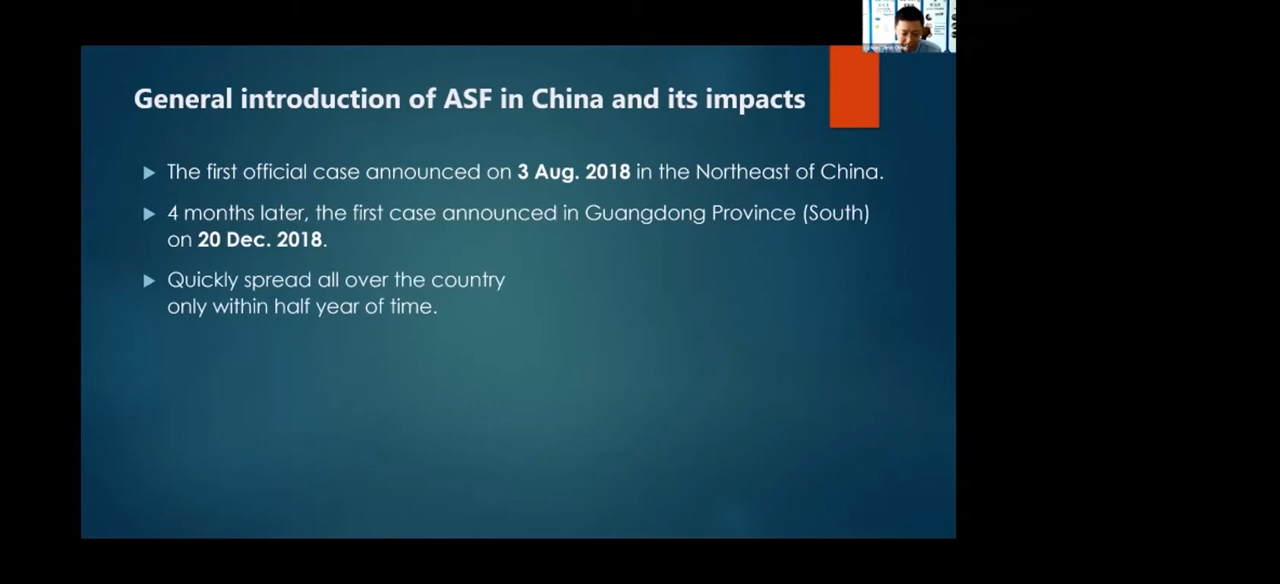 General introduction of ASF in China and its impacts
The first official case announced on 3 Aug. 2018 in the Northeast of China.
4 months later, the first case announced in Guangdong Province (South)
on 20 Dec. 2018.
Quickly spread all over the country
only within half year of time.